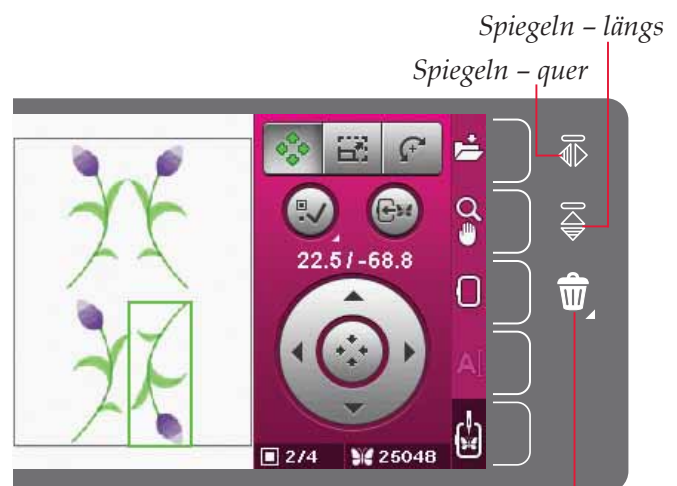 Spiegeln – längs
Spiegeln – quer
22.5/-68.8
A
2/4 25048